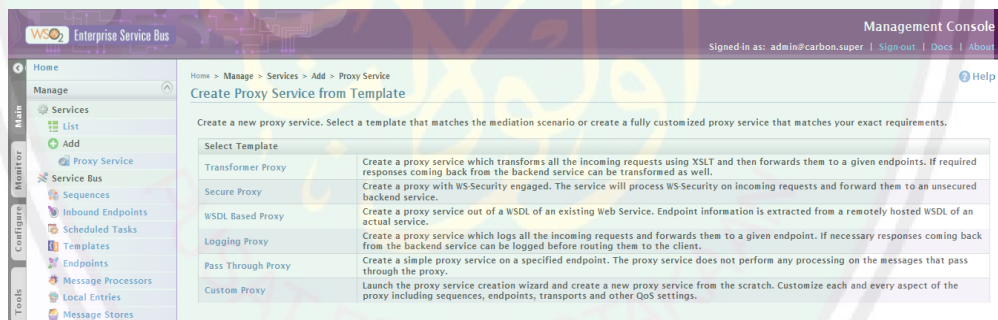 WSO2 Enterprise Service Bus
Management Console
Signed-in as: admin@carbon.super | Sign-out | Docs | About
Home
Manage
Services
List
Add
Proxy Service
Service Bus
Sequences
Inbound Endpoints
Scheduled Tasks
Templates
Endpoints
Message Processors
Local Entries
Message Stores
Main
Monitor
Configure
Tools
Home > Manage > Services > Add > Proxy Service
Help
Create Proxy Service from Template
Create a new proxy service. Select a template that matches the mediation scenario or create a fully customized proxy service that matches your exact requirements.
Select Template
Transformer Proxy
Create a proxy service which transforms all the incoming requests using XSLT and then forwards them to a given endpoints. If required
responses coming back from the backend service can be transformed as well.
Secure Proxy
Create a proxy with WS-Security engaged. The service will process WS-Security on incoming requests and forward them to an unsecured
backend service.
WSDL Based Proxy
Create a proxy service out of a WSDL of an existing Web Service. Endpoint information is extracted from a remotely hosted WSDL of an
actual service.
Logging Proxy
Create a proxy service which logs all the incoming requests and forwards them to a given endpoint. If necessary responses coming back
from the backend service can be logged before routing them to the client.
Pass Through Proxy
Create a simple proxy service on a specified endpoint. The proxy service does not perform any processing on the messages that pass
through the proxy.
Custom Proxy
Launch the proxy service creation wizard and create a new proxy service from the scratch. Customize each and every aspect of the
proxy including sequences, endpoints, transports and other QoS settings.